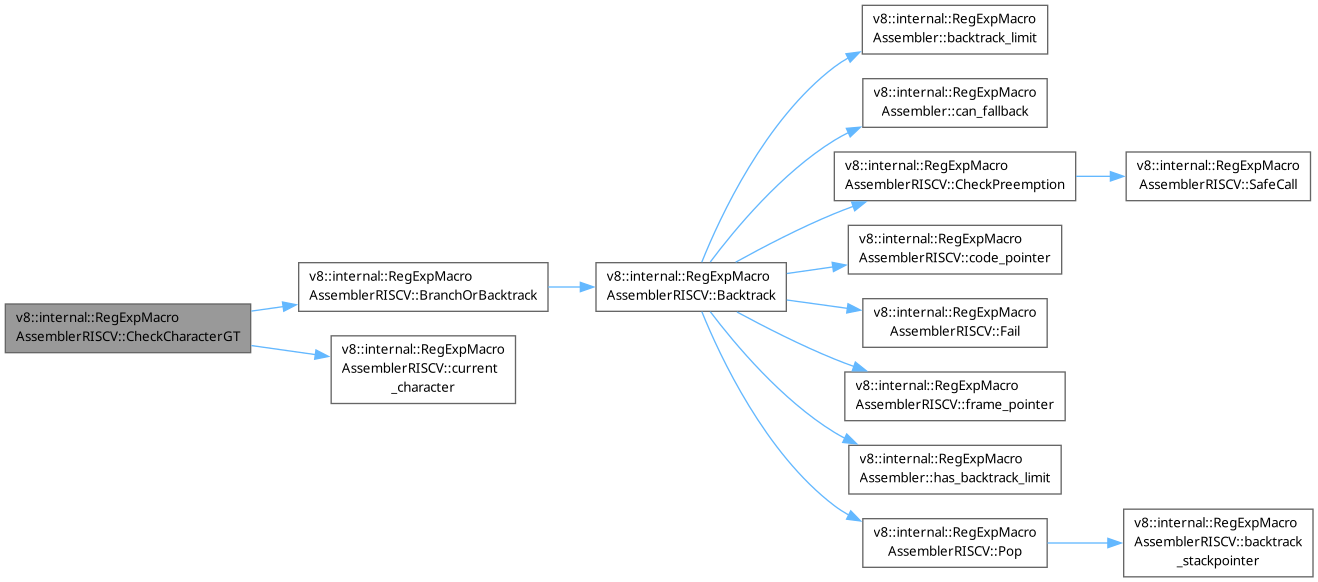 v8::internal::RegExpMacro
AssemblerRISCV::CheckCharacterGT
v8::internal::RegExpMacro
AssemblerRISCV::BranchOrBacktrack
v8::internal::RegExpMacro
AssemblerRISCV::current
_character
v8::internal::RegExpMacro
AssemblerRISCV::Backtrack
v8::internal::RegExpMacro
Assembler::backtrack_limit
v8::internal::RegExpMacro
Assembler::can_fallback
v8::internal::RegExpMacro
AssemblerRISCV::CheckPreemption
v8::internal::RegExpMacro
AssemblerRISCV::SafeCall
v8::internal::RegExpMacro
AssemblerRISCV::code_pointer
v8::internal::RegExpMacro
AssemblerRISCV::Fail
v8::internal::RegExpMacro
AssemblerRISCV::frame_pointer
v8::internal::RegExpMacro
Assembler::has_backtrack_limit
v8::internal::RegExpMacro
AssemblerRISCV::Pop
v8::internal::RegExpMacro
AssemblerRISCV::backtrack
_stackpointer